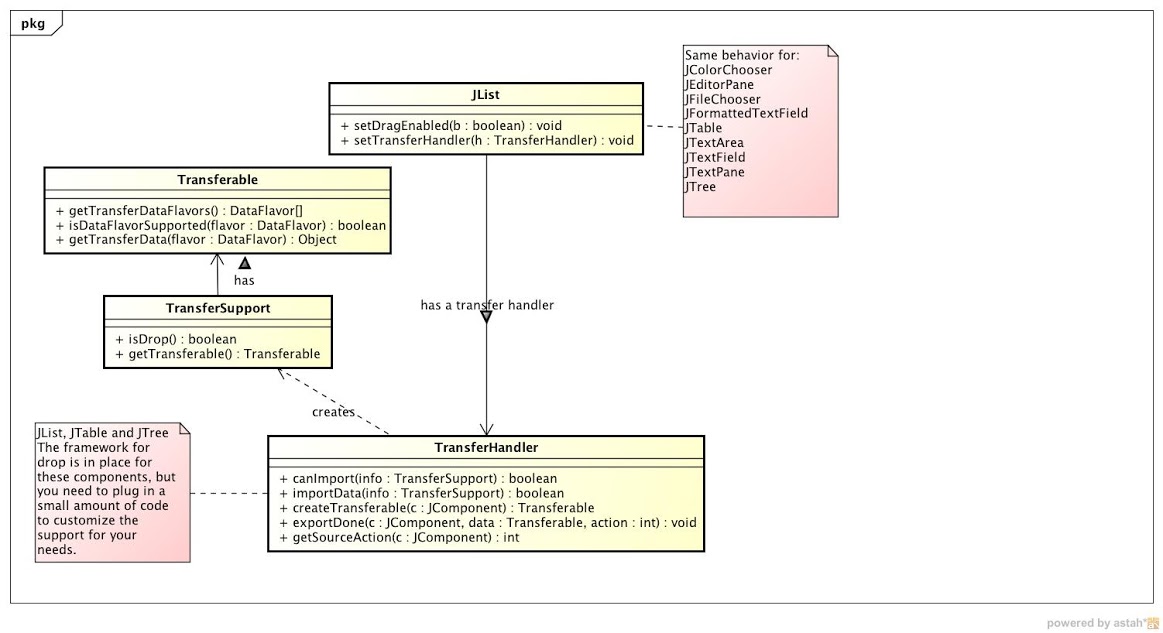 pkg
Same behavior for:
JColorChooser
JEditorPane
JFileChooser
JFormattedTextField
JTable
JTextArea
JTextField
JTextPane
JTree
JList
+ setDragEnabled(b : boolean) : void
+ setTransferHandler(h : TransferHandler) : void
Transferable
+ getTransferDataFlavors() : DataFlavor[]
+ isDataFlavorSupported(flavor : DataFlavor) : boolean
+ getTransferData(flavor : DataFlavor) : Object
has
TransferSupport
+ isDrop() : boolean
+ getTransferable() : Transferable
has a transfer handler
creates
JList, JTable and JTree
The framework for
drop is in place for
these components, but
you need to plug in a
small amount of code
to customize the
support for your
needs.
TransferHandler
+ canImport(info : TransferSupport) : boolean
+ importData(info : TransferSupport) : boolean
+ createTransferable(c : JComponent) : Transferable
+ exportDone(c : JComponent, data : Transferable, action : int) : void
+ getSourceAction(c : JComponent) : int
powered by astah*